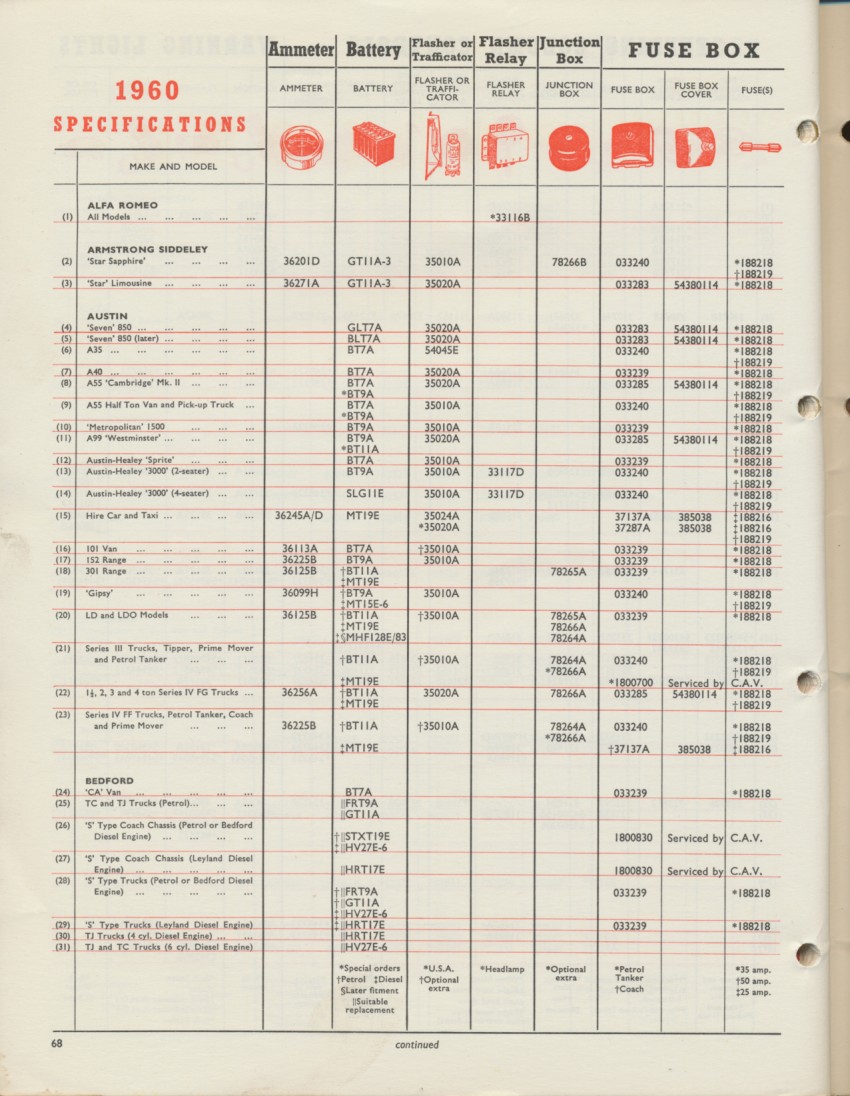 Ammeter Battery Flasher or Trafficator Flasher Relay Junction Box FUSE BOX
1960
SPECIFICATIONS
AMMETER BATTERY FLASHER OR TRAFFI-CATOR FLASHER RELAY JUNCTION BOX FUSE BOX FUSE BOX COVER FUSE(S)
MAKE AND MODEL
ALFA ROMEO
(1) All Models ... ... ... ... ... *33116B
ARMSTRONG SIDDELEY
(2) 'Star Sapphire' ... ... ... ... 36201D GT11A-3 35010A 78266B 033240 *188218
†188219
(3) 'Star' Limousine ... ... ... ... 36271A GT11A-3 35020A 033283 54380114 *188218
AUSTIN
(4) 'Seven' 850 ... ... ... ... ... GLT7A 35020A 033283 54380114 *188218
(5) 'Seven' 850 (later) ... ... ... ... BLT7A 35020A 033283 54380114 *188218
(6) A35 ... ... ... ... ... ... BT7A 54045E 033240 *188218
†188219
(7) A40 ... ... ... ... ... ... BT7A 35020A 033239 *188218
(8) A55 'Cambridge' Mk. II ... ... ... BT7A 35020A 033285 54380114 *188218
*BT9A †188219
(9) A55 Half Ton Van and Pick-up Truck ... BT7A 35010A 033240 *188218
*BT9A †188219
(10) 'Metropolitan' 1500 ... ... ... BT9A 35010A 033239 *188218
(11) A99 'Westminster' ... ... ... ... BT9A 35020A 033285 54380114 *188218
*BT11A †188219
(12) Austin-Healey 'Sprite' ... ... ... BT7A 35010A 033239 *188218
(13) Austin-Healey '3000' (2-seater) ... ... BT9A 35010A 33117D 033240 *188218
†188219
(14) Austin-Healey '3000' (4-seater) ... ... SLG11E 35010A 33117D 033240 *188218
†188219
(15) Hire Car and Taxi ... ... ... ... 36245A/D MT19E 35024A 37137A 385038 ‡188216
*35020A 37287A 385038 ‡188218
†188219
(16) 101 Van ... ... ... ... ... 36113A BT7A †35010A 033239 *188218
(17) 152 Range ... ... ... ... ... 36225B BT9A 35010A 033239 *188218
(18) 301 Range ... ... ... ... ... 36125B †BT11A 78265A 033239 *188218
‡MT19E
(19) 'Gipsy' ... ... ... ... ... 36099H †BT9A 35010A 033240 *188218
‡MT15E-6 †188219
(20) LD and LDO Models ... ... ... 36125B †BT11A †35010A 78265A 033239 *188218
‡MT19E 78266A
‡§MHF128E/83 78264A
(21) Series III Trucks, Tipper, Prime Mover
and Petrol Tanker ... ... ... †BT11A †35010A 78264A 033240 *188218
*78266A †188219
‡MT19E *1800700 Serviced by C.A.V.
(22) 1½, 2, 3 and 4 ton Series IV FG Trucks ... 36256A †BT11A 35020A 78266A 033285 54380114 *188218
‡MT19E †188219
(23) Series IV FF Trucks, Petrol Tanker, Coach
and Prime Mover ... ... ... 36225B †BT11A †35010A 78264A 033240 *188218
*78266A †188219
‡MT19E †37137A 385038 ‡188216
BEDFORD
(24) 'CA' Van ... ... ... ... ... BT7A 033239 *188218
(25) TC and TJ Trucks (Petrol)... ... ... ||FRT9A
||GT11A
(26) 'S' Type Coach Chassis (Petrol or Bedford
Diesel Engine) ... ... ... ... †||STXT19E 1800830 Serviced by C.A.V.
‡||HV27E-6
(27) 'S' Type Coach Chassis (Leyland Diesel
Engine) ... ... ... ... ... ||HRT17E 1800830 Serviced by C.A.V.
(28) 'S' Type Trucks (Petrol or Bedford Diesel
Engine) ... ... ... ... ... †||FRT9A 033239 *188218
†||GT11A
‡||HV27E-6
(29) 'S' Type Trucks (Leyland Diesel Engine) ‡||HRT17E 033239 *188218
(30) TJ Trucks (4 cyl. Diesel Engine) ... ... ||HRT17E
(31) TJ and TC Trucks (6 cyl. Diesel Engine) ||HV27E-6
*Special orders *U.S.A. *Headlamp *Optional extra *Petrol Tanker *35 amp.
†Petrol ‡Diesel †Optional extra †Coach †50 amp.
§Later fitment ‡25 amp.
||Suitable replacement
68 continued